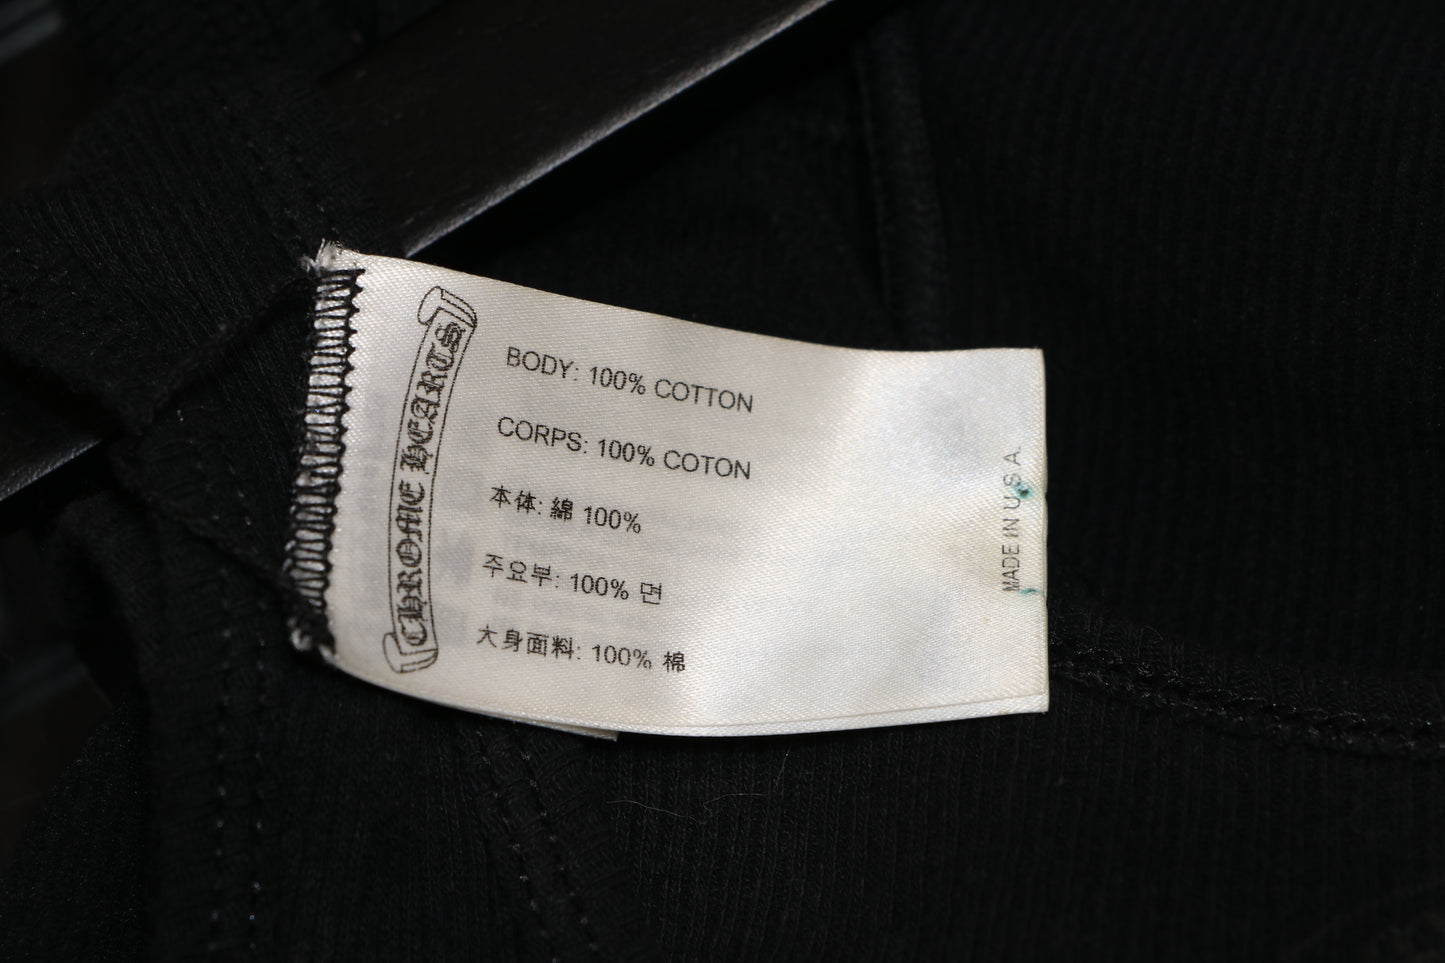 CHROME HEARTS
BODY: 100% COTTON
CORPS: 100% COTON
本体: 綿 100%
주요부: 100% 면
大身面料: 100% 棉
MADE IN U.S.A.